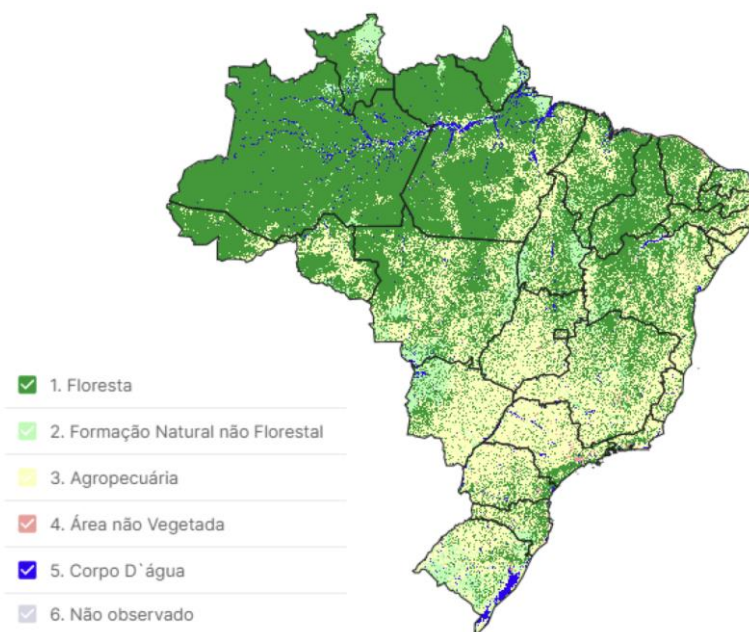 1. Floresta
2. Formação Natural não Florestal
3. Agropecuária
4. Área não Vegetada
5. Corpo D`água
6. Não observado